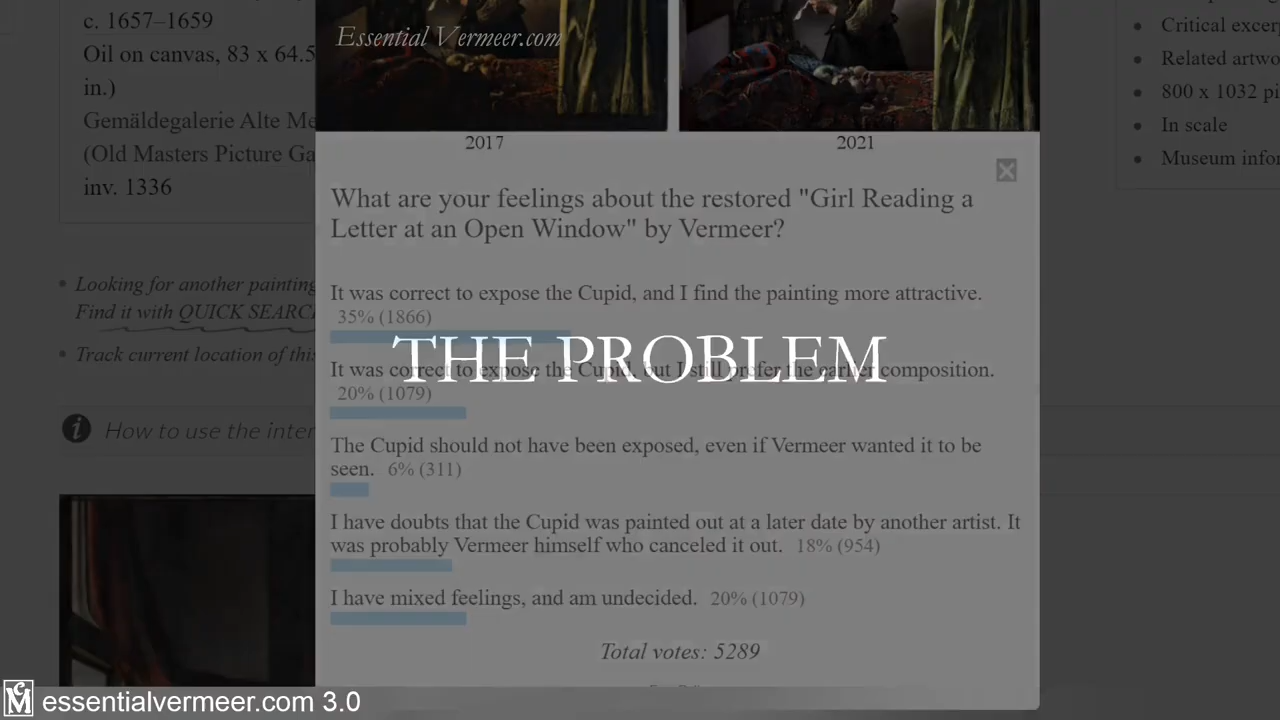 c. 1657–1659
Oil on canvas, 83 x 64.5
in.)
Gemäldegalerie Alte Me
(Old Masters Picture Ga
inv. 1336
Looking for another painting
Find it with QUICK SEARC
Track current location of this
How to use the inter
Essential Vermeer.com
2017
2021
What are your feelings about the restored "Girl Reading a
Letter at an Open Window" by Vermeer?
It was correct to expose the Cupid, and I find the painting more attractive.
35% (1866)
THE PROBLEM
It was correct to expose the Cupid, but I still prefer the earlier composition.
20% (1079)
The Cupid should not have been exposed, even if Vermeer wanted it to be
seen. 6% (311)
I have doubts that the Cupid was painted out at a later date by another artist. It
was probably Vermeer himself who canceled it out. 18% (954)
I have mixed feelings, and am undecided. 20% (1079)
Total votes: 5289
Critical excerp
Related artwo
800 x 1032 pi
In scale
Museum infor
essentialvermeer.com 3.0